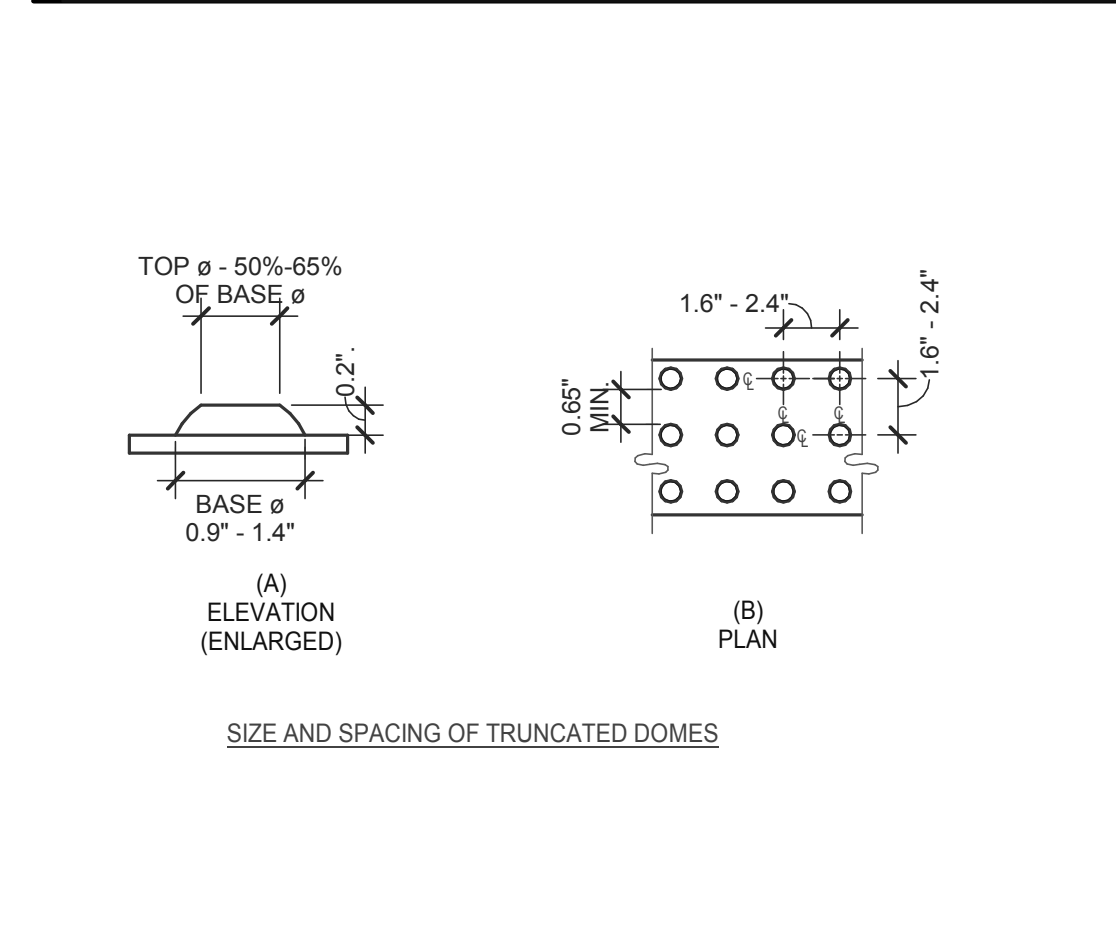 TOP ø - 50%-65%
OF BASE ø
0.2" .
BASE ø
0.9" - 1.4"
(A)
ELEVATION
(ENLARGED)
1.6" - 2.4"
1.6" - 2.4"
0.65"
MIN.
℄
℄
℄
℄
(B)
PLAN
SIZE AND SPACING OF TRUNCATED DOMES